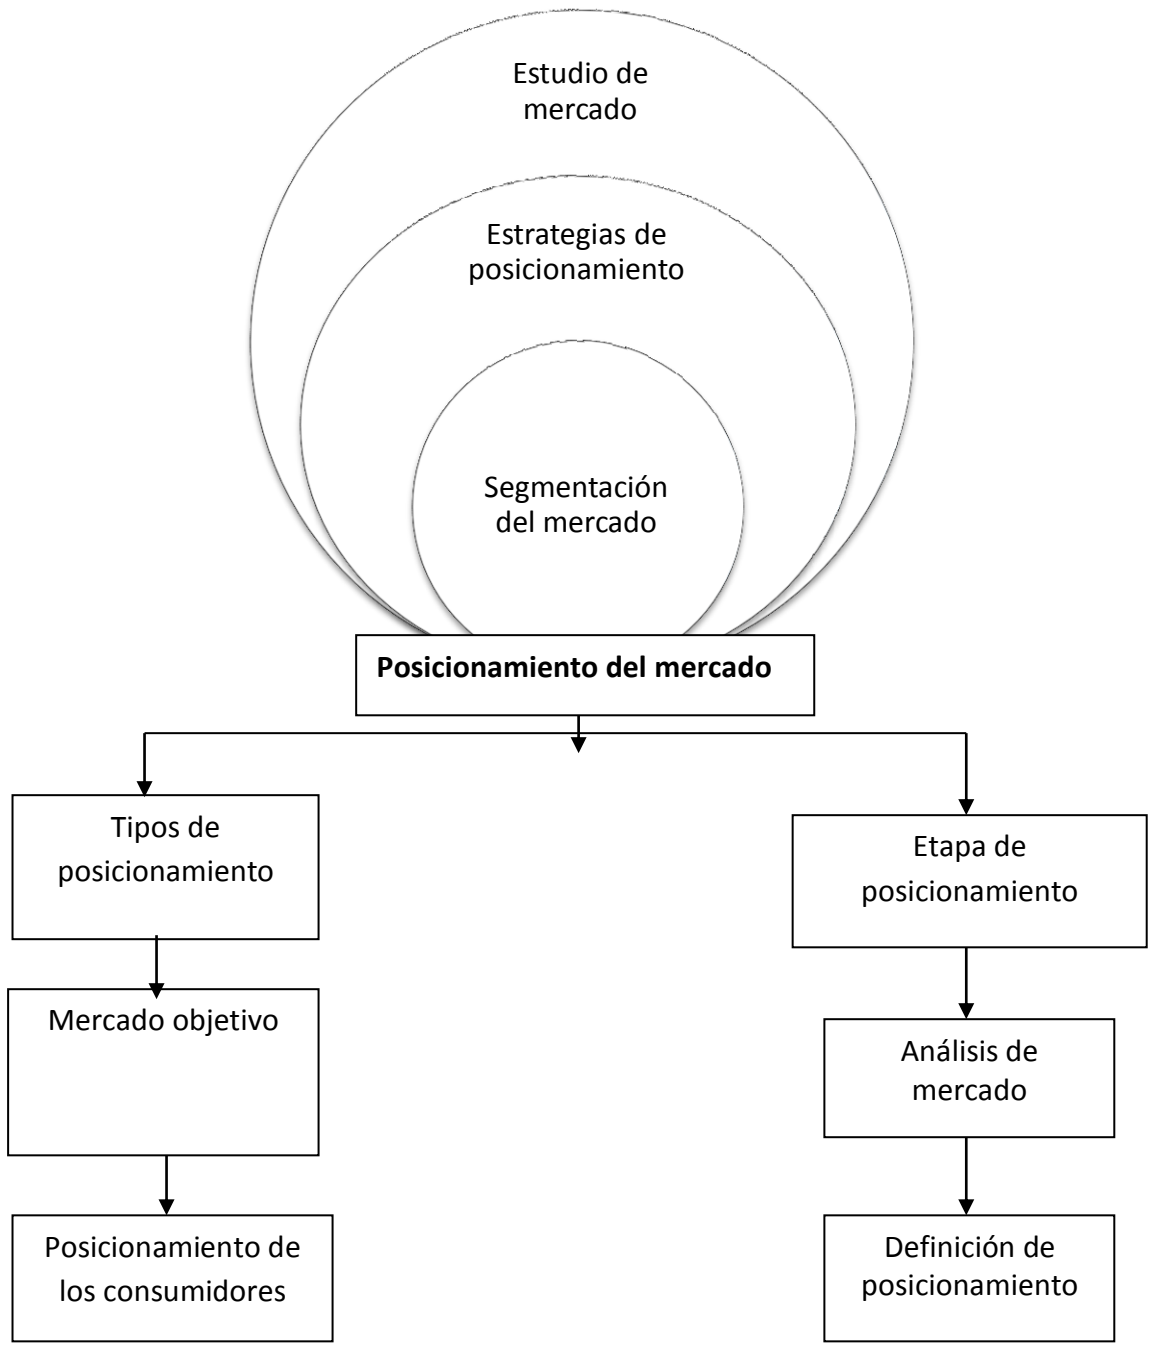 Estudio de
mercado
Estrategias de
posicionamiento
Segmentación
del mercado
Posicionamiento del mercado
Tipos de
posicionamiento
Mercado objetivo
Posicionamiento de
los consumidores
Etapa de
posicionamiento
Análisis de
mercado
Definición de
posicionamiento